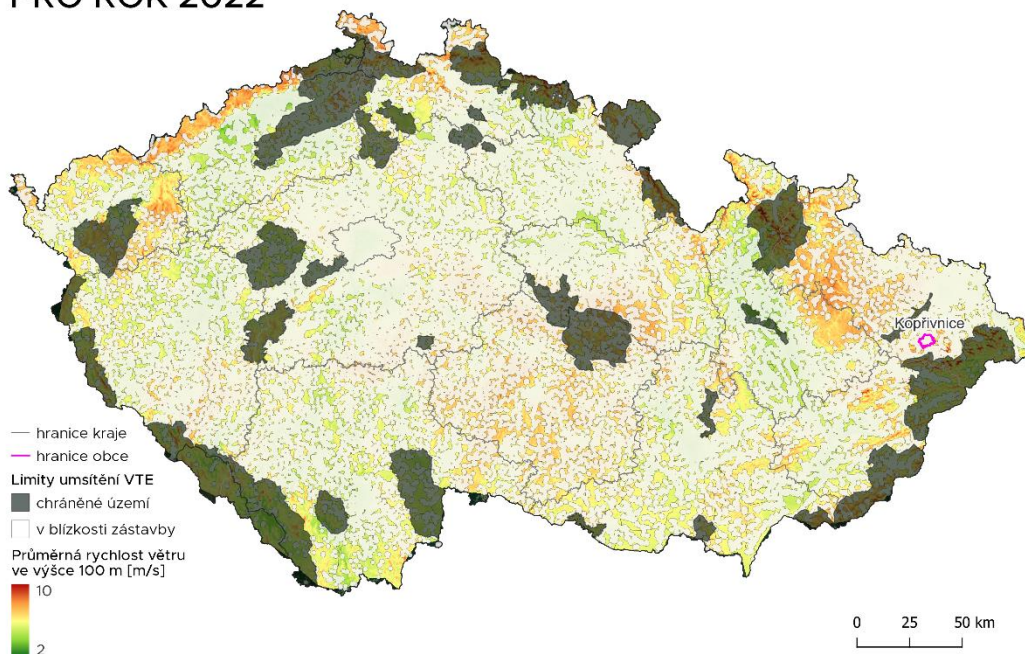 PRO ROK 2022
Kopřivnice
hranice kraje
hranice obce
Limity umsítění VTE
chráněné území
v blízkosti zástavby
Průměrná rychlost větru
ve výšce 100 m [m/s]
10
2
0 25 50 km